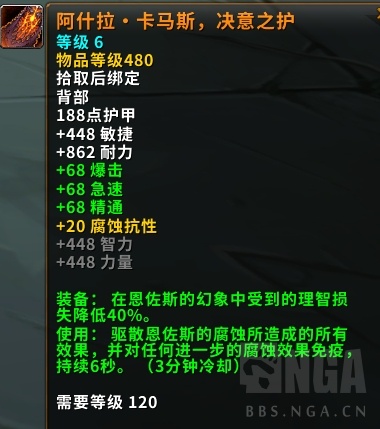 阿什拉·卡马斯，决意之护
等级 6
物品等级480
拾取后绑定
背部
188点护甲
+448 敏捷
+862 耐力
+68 爆击
+68 急速
+68 精通
+20 腐蚀抗性
+448 智力
+448 力量
装备： 在恩佐斯的幻象中受到的理智损
失降低40%。
使用： 驱散恩佐斯的腐蚀所造成的所有
效果，并对任何进一步的腐蚀效果免疫，
持续6秒。（3分钟冷却）
需要等级 120
NGA
BBS.NGA.CN